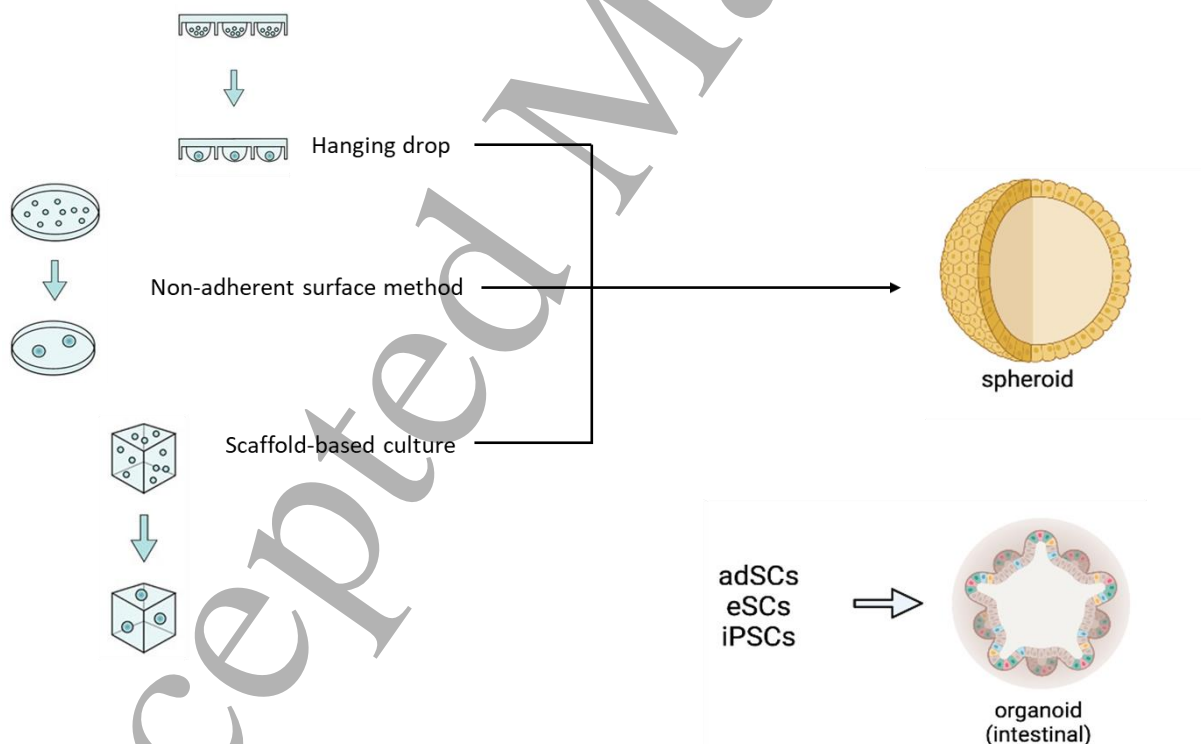 Hanging drop
Non-adherent surface method
spheroid
Scaffold-based culture
adSCs
eSCs
iPSCs
organoid
(intestinal)